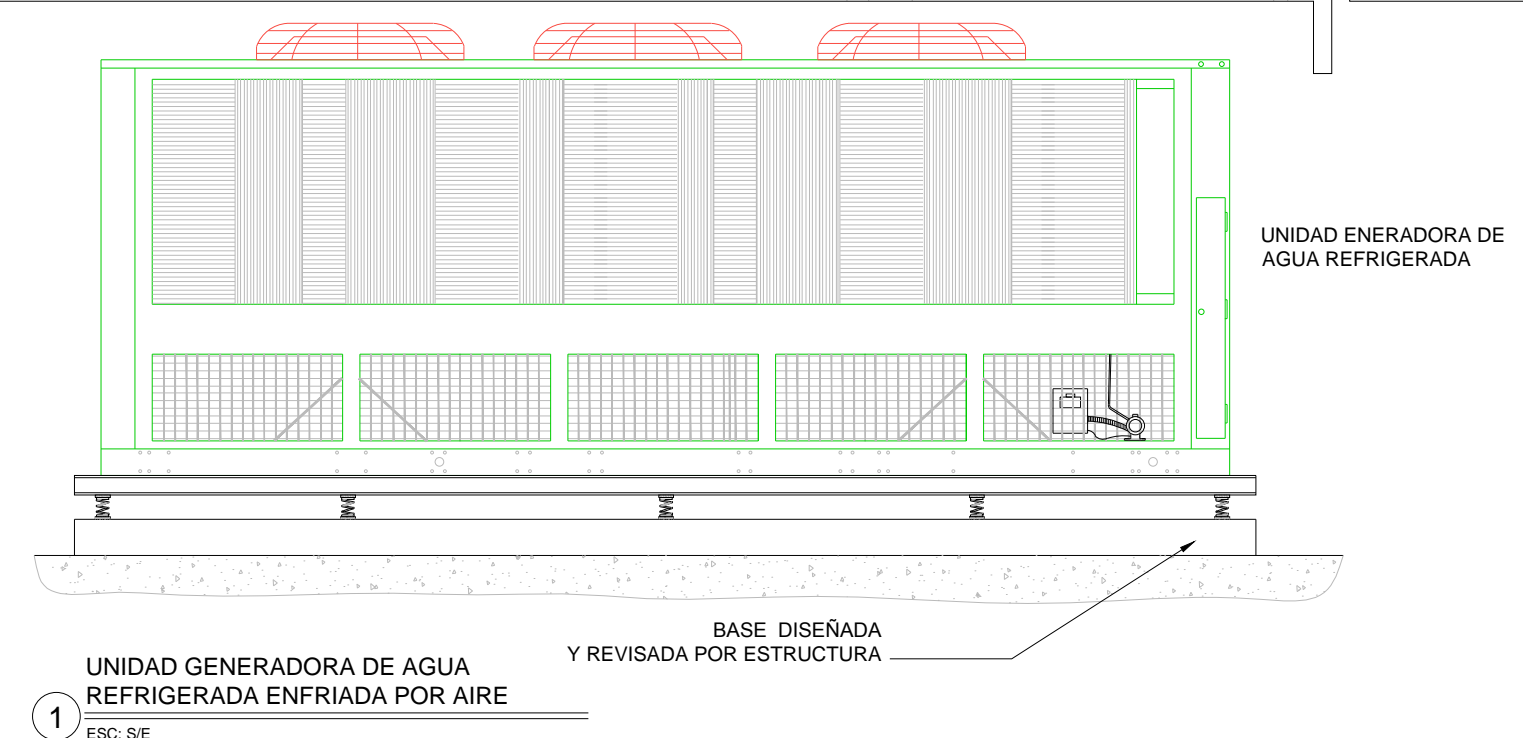 UNIDAD ENERADORA DE
AGUA REFRIGERADA
BASE DISEÑADA
Y REVISADA POR ESTRUCTURA
UNIDAD GENERADORA DE AGUA
REFRIGERADA ENFRIADA POR AIRE
1
ESC: S/E